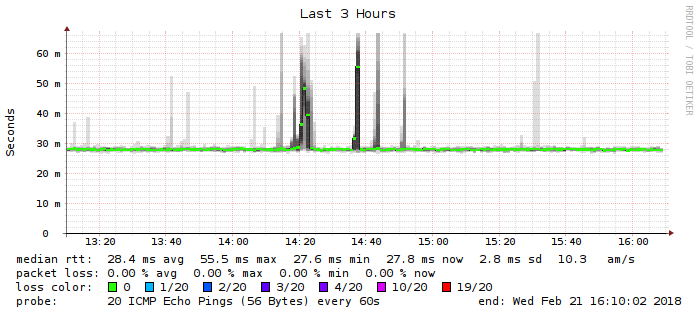 Last 3 Hours
RRDTOOL / TOBI OETIKER
Seconds
60 m
50 m
40 m
30 m
20 m
10 m
0
13:20 13:40 14:00 14:20 14:40 15:00 15:20 15:40 16:00
median rtt: 28.4 ms avg 55.5 ms max 27.6 ms min 27.8 ms now 2.8 ms sd 10.3 am/s
packet loss: 0.00 % avg 0.00 % max 0.00 % min 0.00 % now
loss color: 0 1/20 2/20 3/20 4/20 10/20 19/20
probe: 20 ICMP Echo Pings (56 Bytes) every 60s end: Wed Feb 21 16:10:02 2018